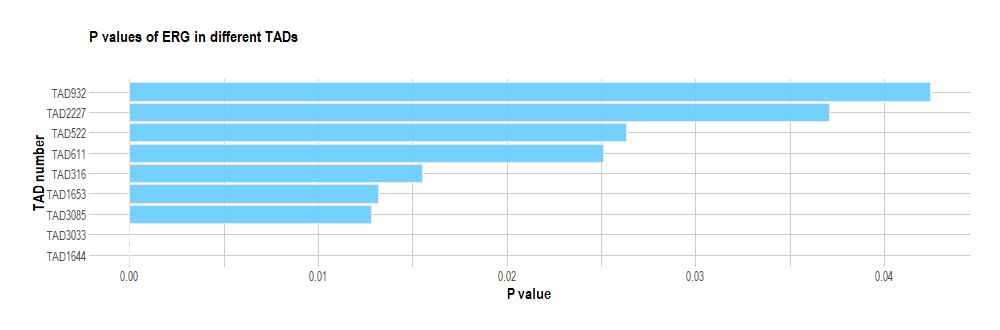 P values of ERG in different TADs
TAD number
TAD932
TAD2227
TAD522
TAD611
TAD316
TAD1653
TAD3085
TAD3033
TAD1644
0.00 0.01 0.02 0.03 0.04
P value